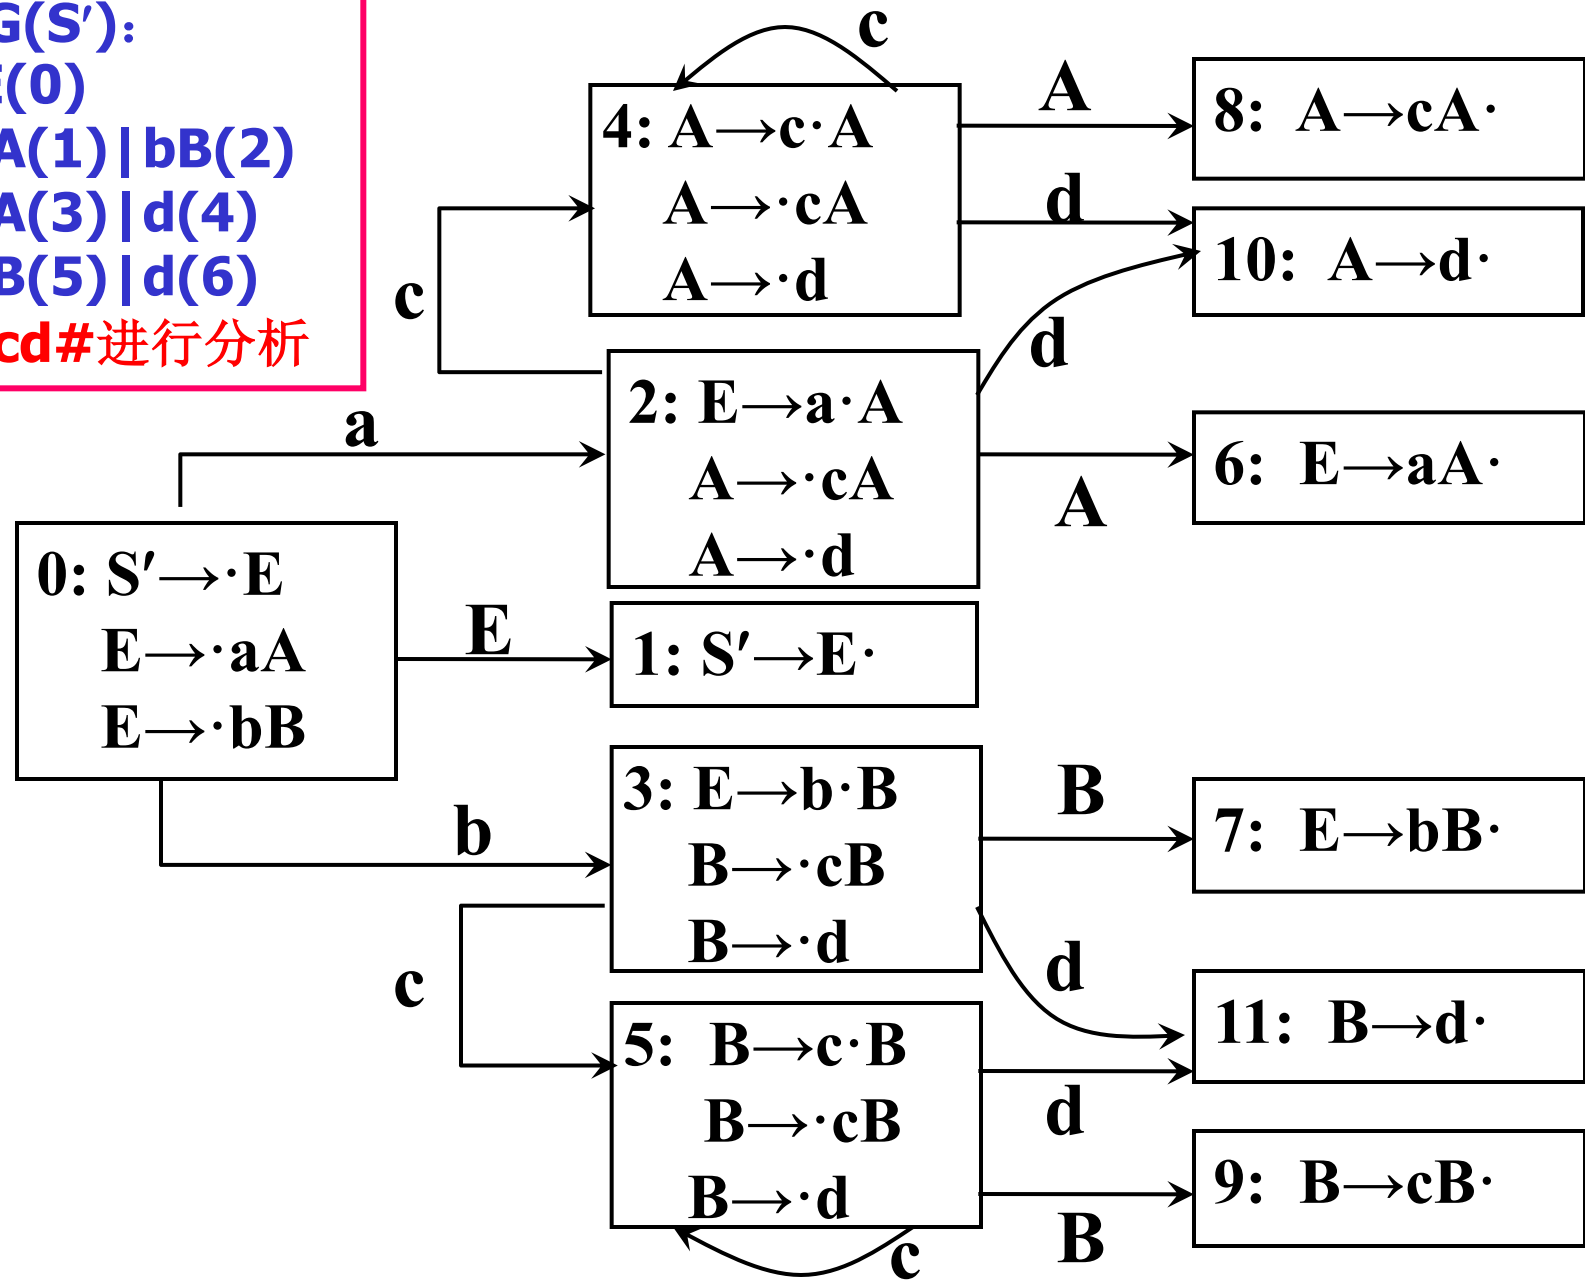 G(S′):
E(0)
A(1)|bB(2)
A(3)|d(4)
B(5)|d(6)
cd#进行分析
c
4: A→c·A
A→·cA
A→·d
A
8: A→cA·
d
10: A→d·
c
d
2: E→a·A
A→·cA
A→·d
a
A
6: E→aA·
0: S′→·E
E→·aA
E→·bB
E
1: S′→E·
b
3: E→b·B
B→·cB
B→·d
B
7: E→bB·
c
d
11: B→d·
5: B→c·B
B→·cB
B→·d
d
B
9: B→cB·
c